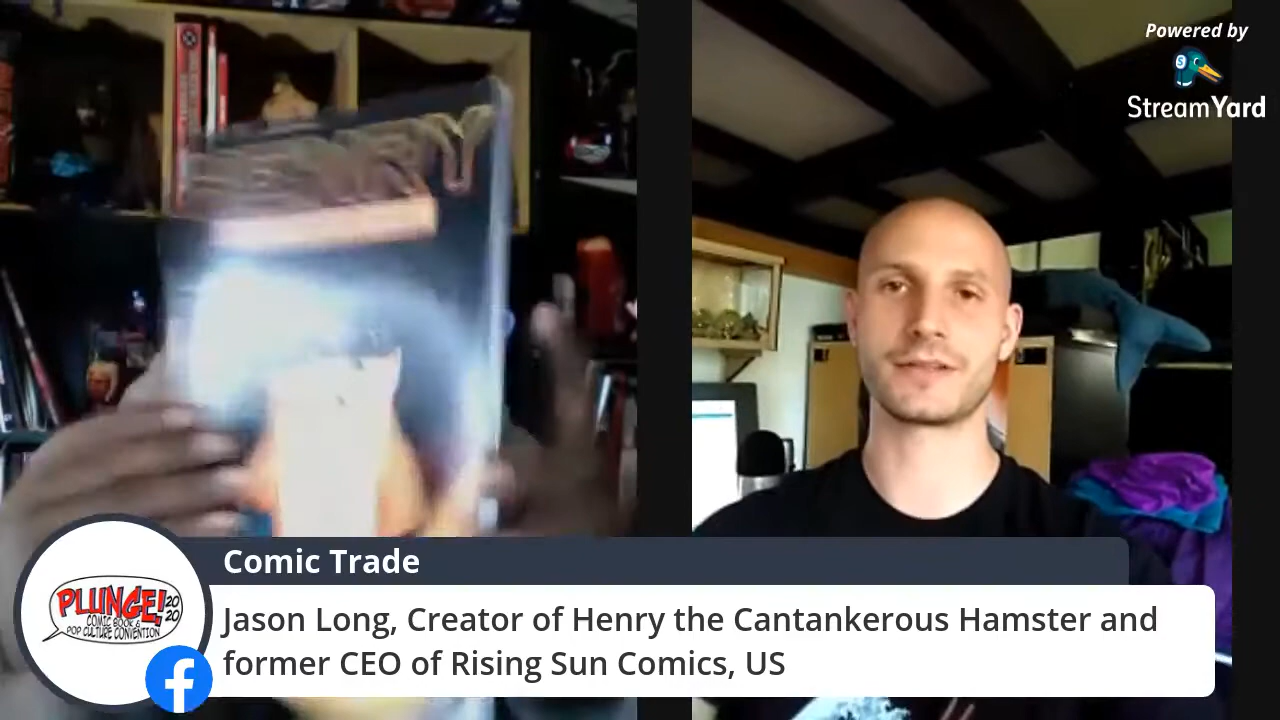 Powered by
StreamYard
HENRY
Comic Trade
Jason Long, Creator of Henry the Cantankerous Hamster and
former CEO of Rising Sun Comics, US
PLUNGE! 2020
COMIC BOOK &
POP CULTURE CONVENTION